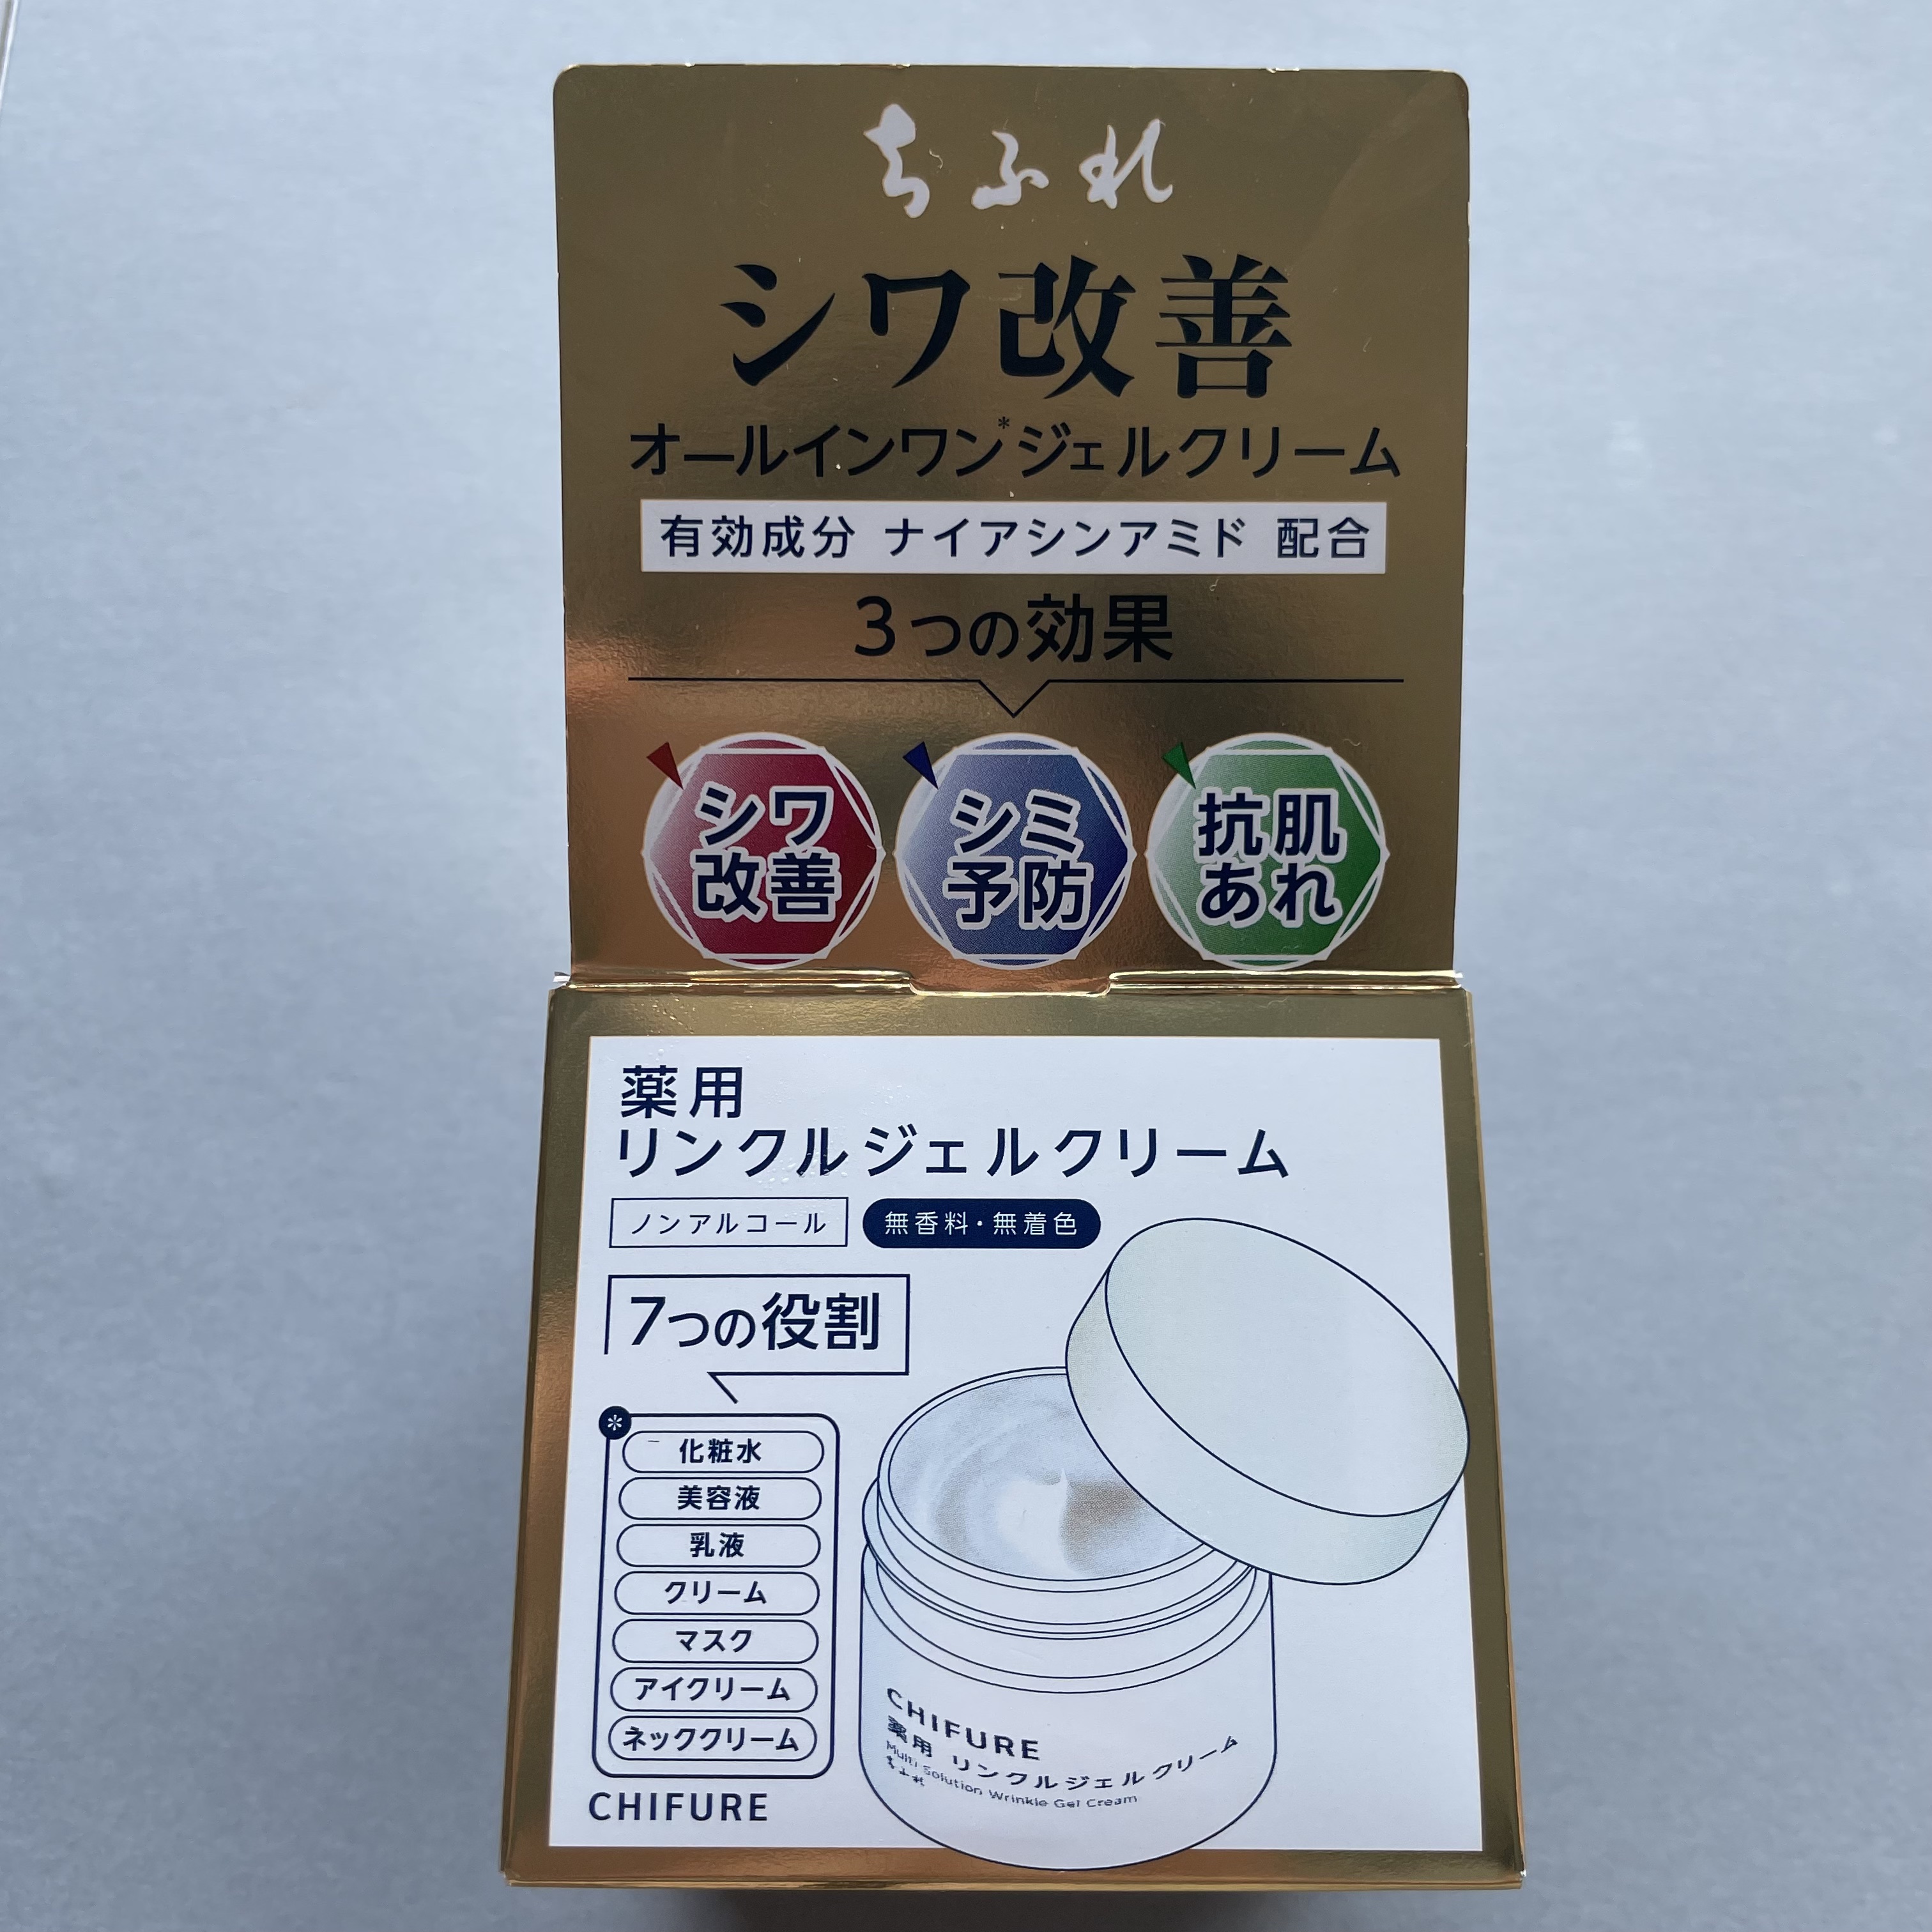 ちふれ
シワ改善
オールインワン*ジェルクリーム
有効成分 ナイアシンアミド 配合
3つの効果
シワ
改善
シミ
予防
抗肌
あれ
薬用
リンクルジェルクリーム
ノンアルコール
無香料・無着色
7つの役割
*
化粧水
美容液
乳液
クリーム
マスク
アイクリーム
ネッククリーム
CHIFURE
CHIFURE
薬用 リンクルジェルクリーム
Multi Solution Wrinkle Gel Cream
ちふれ